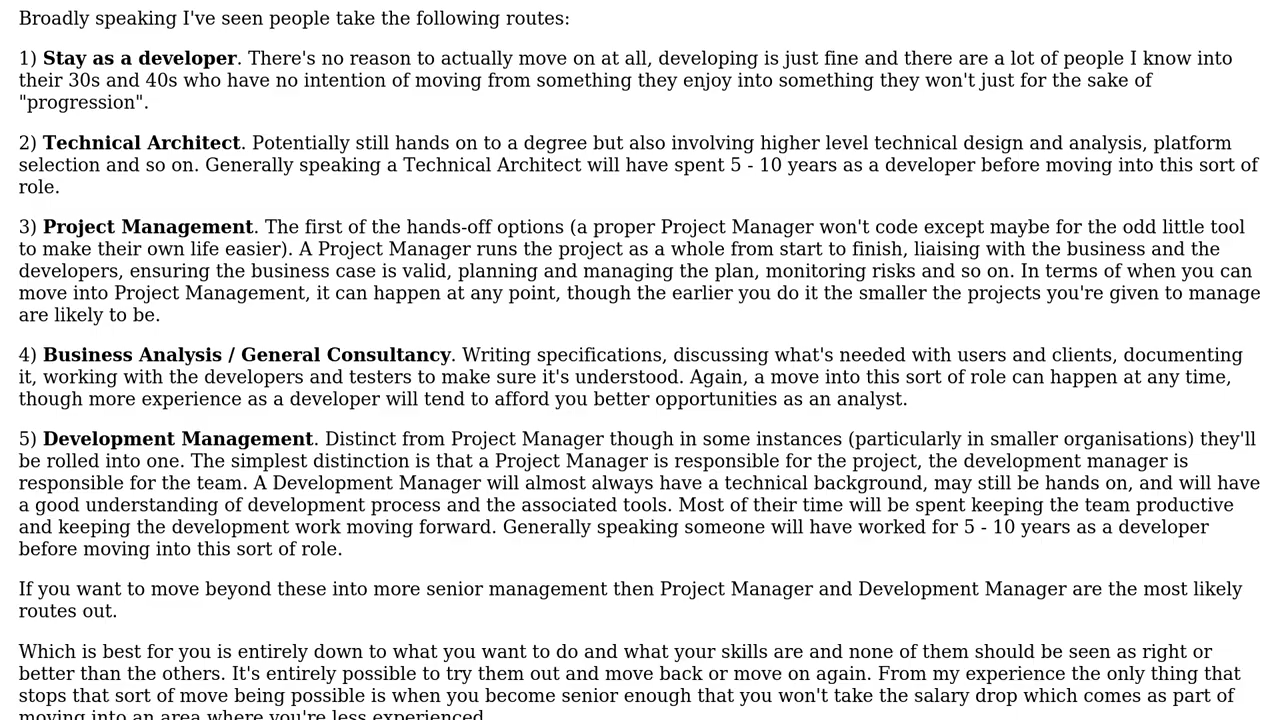 Broadly speaking I've seen people take the following routes:
1) Stay as a developer. There's no reason to actually move on at all, developing is just fine and there are a lot of people I know into
their 30s and 40s who have no intention of moving from something they enjoy into something they won't just for the sake of
"progression".
2) Technical Architect. Potentially still hands on to a degree but also involving higher level technical design and analysis, platform
selection and so on. Generally speaking a Technical Architect will have spent 5 - 10 years as a developer before moving into this sort of
role.
3) Project Management. The first of the hands-off options (a proper Project Manager won't code except maybe for the odd little tool
to make their own life easier). A Project Manager runs the project as a whole from start to finish, liaising with the business and the
developers, ensuring the business case is valid, planning and managing the plan, monitoring risks and so on. In terms of when you can
move into Project Management, it can happen at any point, though the earlier you do it the smaller the projects you're given to manage
are likely to be.
4) Business Analysis / General Consultancy. Writing specifications, discussing what's needed with users and clients, documenting
it, working with the developers and testers to make sure it's understood. Again, a move into this sort of role can happen at any time,
though more experience as a developer will tend to afford you better opportunities as an analyst.
5) Development Management. Distinct from Project Manager though in some instances (particularly in smaller organisations) they'll
be rolled into one. The simplest distinction is that a Project Manager is responsible for the project, the development manager is
responsible for the team. A Development Manager will almost always have a technical background, may still be hands on, and will have
a good understanding of development process and the associated tools. Most of their time will be spent keeping the team productive
and keeping the development work moving forward. Generally speaking someone will have worked for 5 - 10 years as a developer
before moving into this sort of role.
If you want to move beyond these into more senior management then Project Manager and Development Manager are the most likely
routes out.
Which is best for you is entirely down to what you want to do and what your skills are and none of them should be seen as right or
better than the others. It's entirely possible to try them out and move back or move on again. From my experience the only thing that
stops that sort of move being possible is when you become senior enough that you won't take the salary drop which comes as part of
moving into an area where you're less experienced.